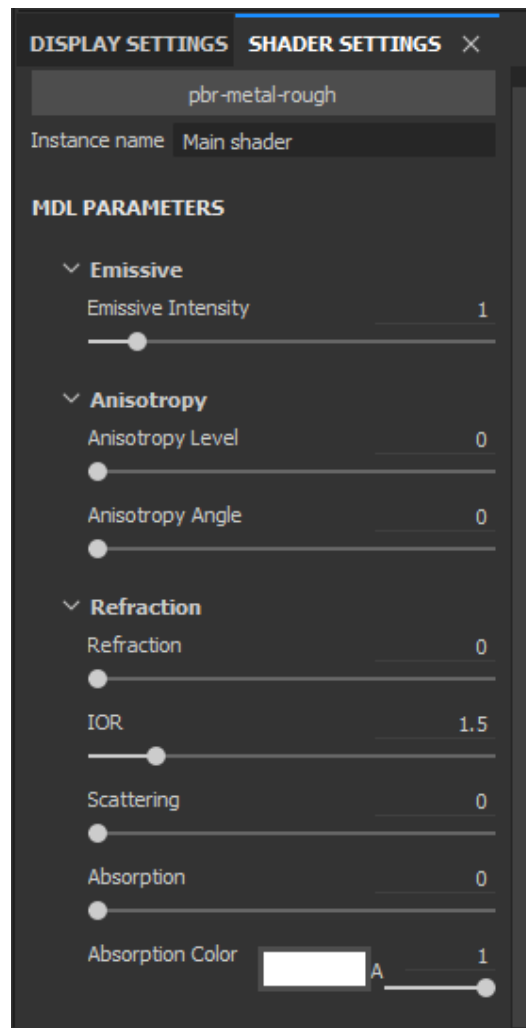 DISPLAY SETTINGS SHADER SETTINGS
pbr-metal-rough
Instance name Main shader
MDL PARAMETERS
Emissive
Emissive Intensity 1
Anisotropy
Anisotropy Level 0
Anisotropy Angle 0
Refraction
Refraction 0
IOR 1.5
Scattering 0
Absorption 0
Absorption Color A 1